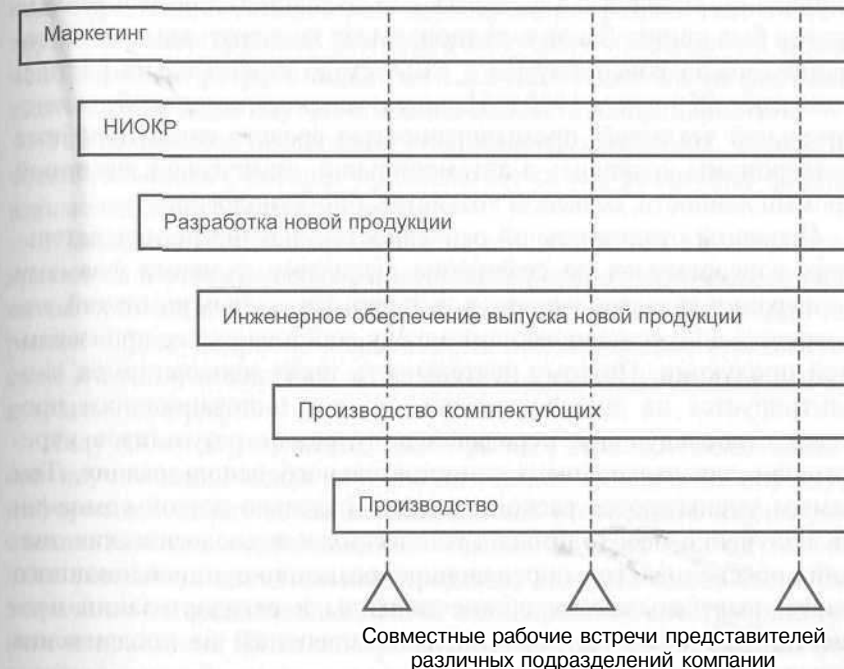 Маркетинг
НИОКР
Разработка новой продукции
Инженерное обеспечение выпуска новой продукции
Производство комплектующих
Производство
Совместные рабочие встречи представителей
различных подразделений компании